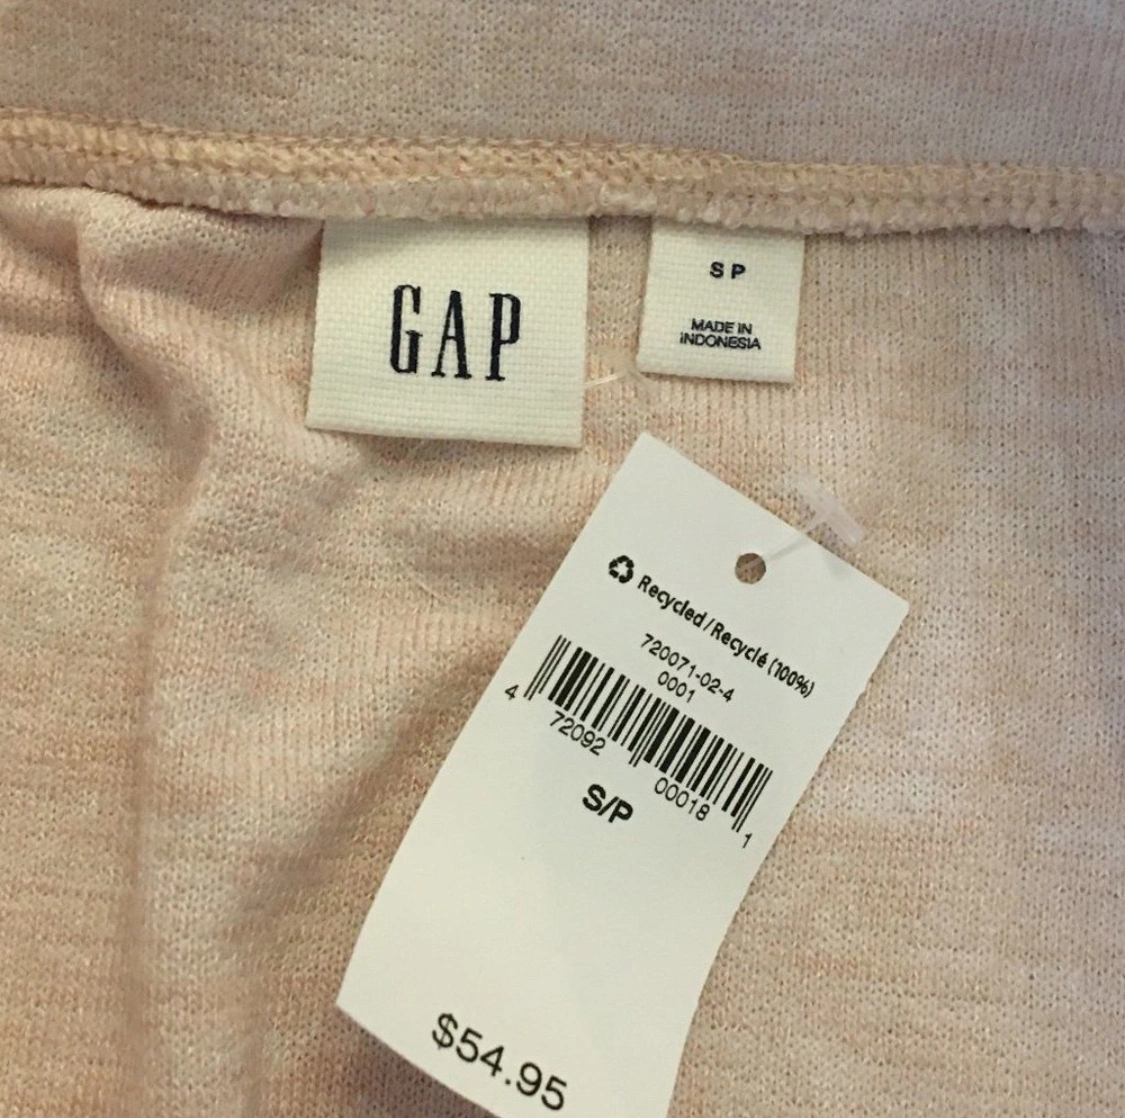 GAP
S P
MADE IN
INDONESIA
Recycled / Recyclé (100%)
720071-02-4
0001
4 72092 00018 1
S/P
$54.95